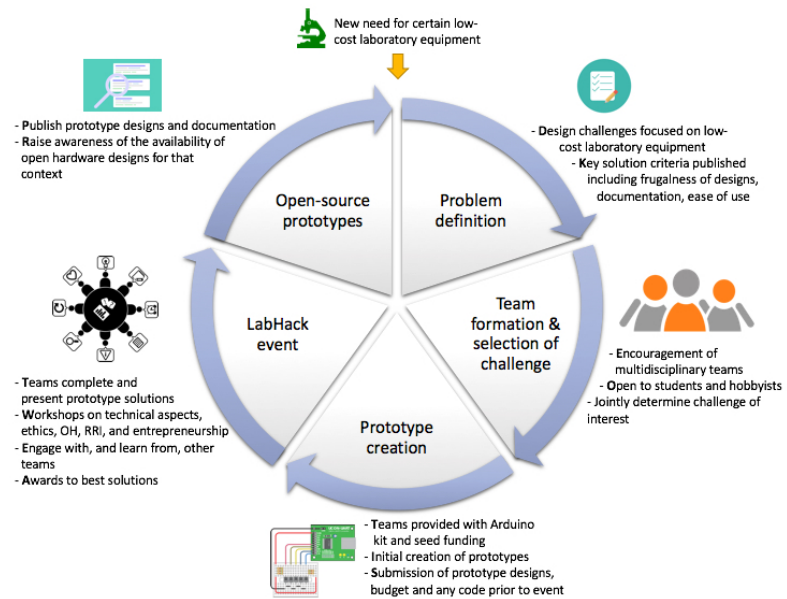 New need for certain low-
cost laboratory equipment
- Publish prototype designs and documentation
- Raise awareness of the availability of
open hardware designs for that
context
- Design challenges focused on low-
cost laboratory equipment
- Key solution criteria published
including frugalness of designs,
documentation, ease of use
Open-source
prototypes
Problem
definition
LabHack
event
Team
formation &
selection of
challenge
Prototype
creation
- Encouragement of
multidisciplinary teams
- Open to students and hobbyists
- Jointly determine challenge of
interest
- Teams complete and
present prototype solutions
- Workshops on technical aspects,
ethics, OH, RRI, and entrepreneurship
- Engage with, and learn from, other
teams
- Awards to best solutions
- Teams provided with Arduino
kit and seed funding
- Initial creation of prototypes
- Submission of prototype designs,
budget and any code prior to event